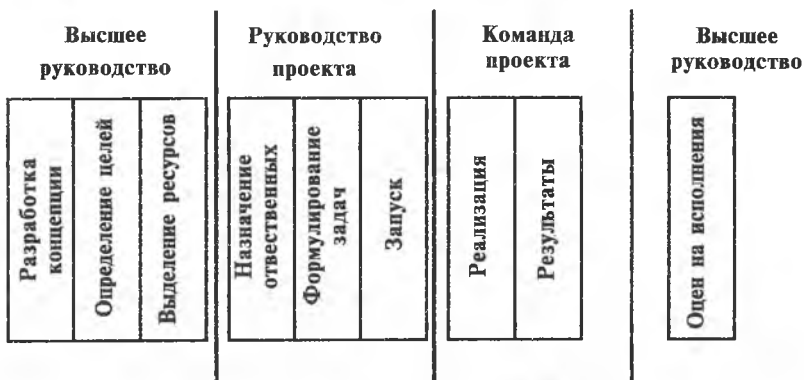 Высшее
руководство
Руководство
проекта
Команда
проекта
Высшее
руководство
Разработка
концепции
Определение целей
Выделение ресурсов
Назначение
отвественных
Формулирование
задач
Запуск
Реализация
Результаты
Оцен на исполнения